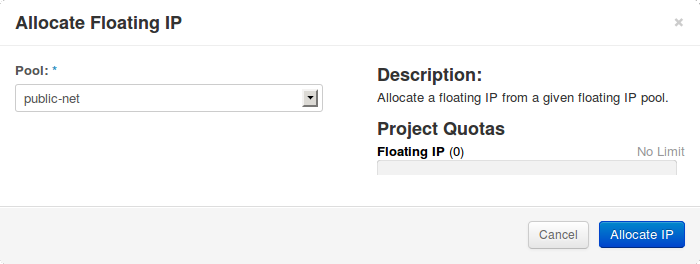 Allocate Floating IP ×
Pool: *
public-net
Description:
Allocate a floating IP from a given floating IP pool.
Project Quotas
Floating IP (0) No Limit
Cancel Allocate IP